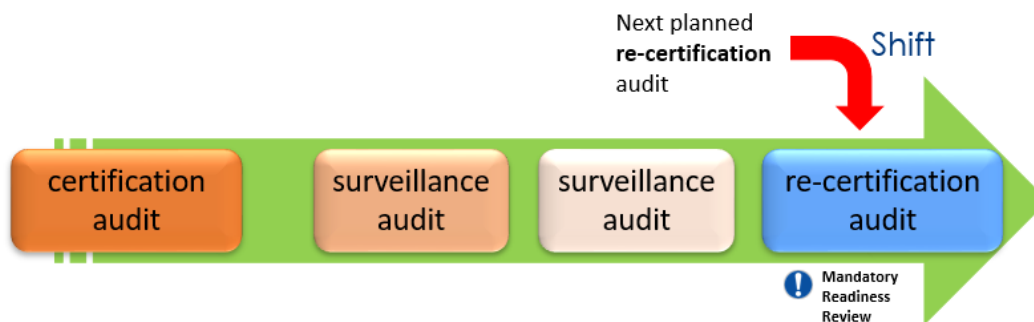 Next planned
re-certification
audit
Shift
certification
audit
surveillance
audit
surveillance
audit
re-certification
audit
Mandatory
Readiness
Review